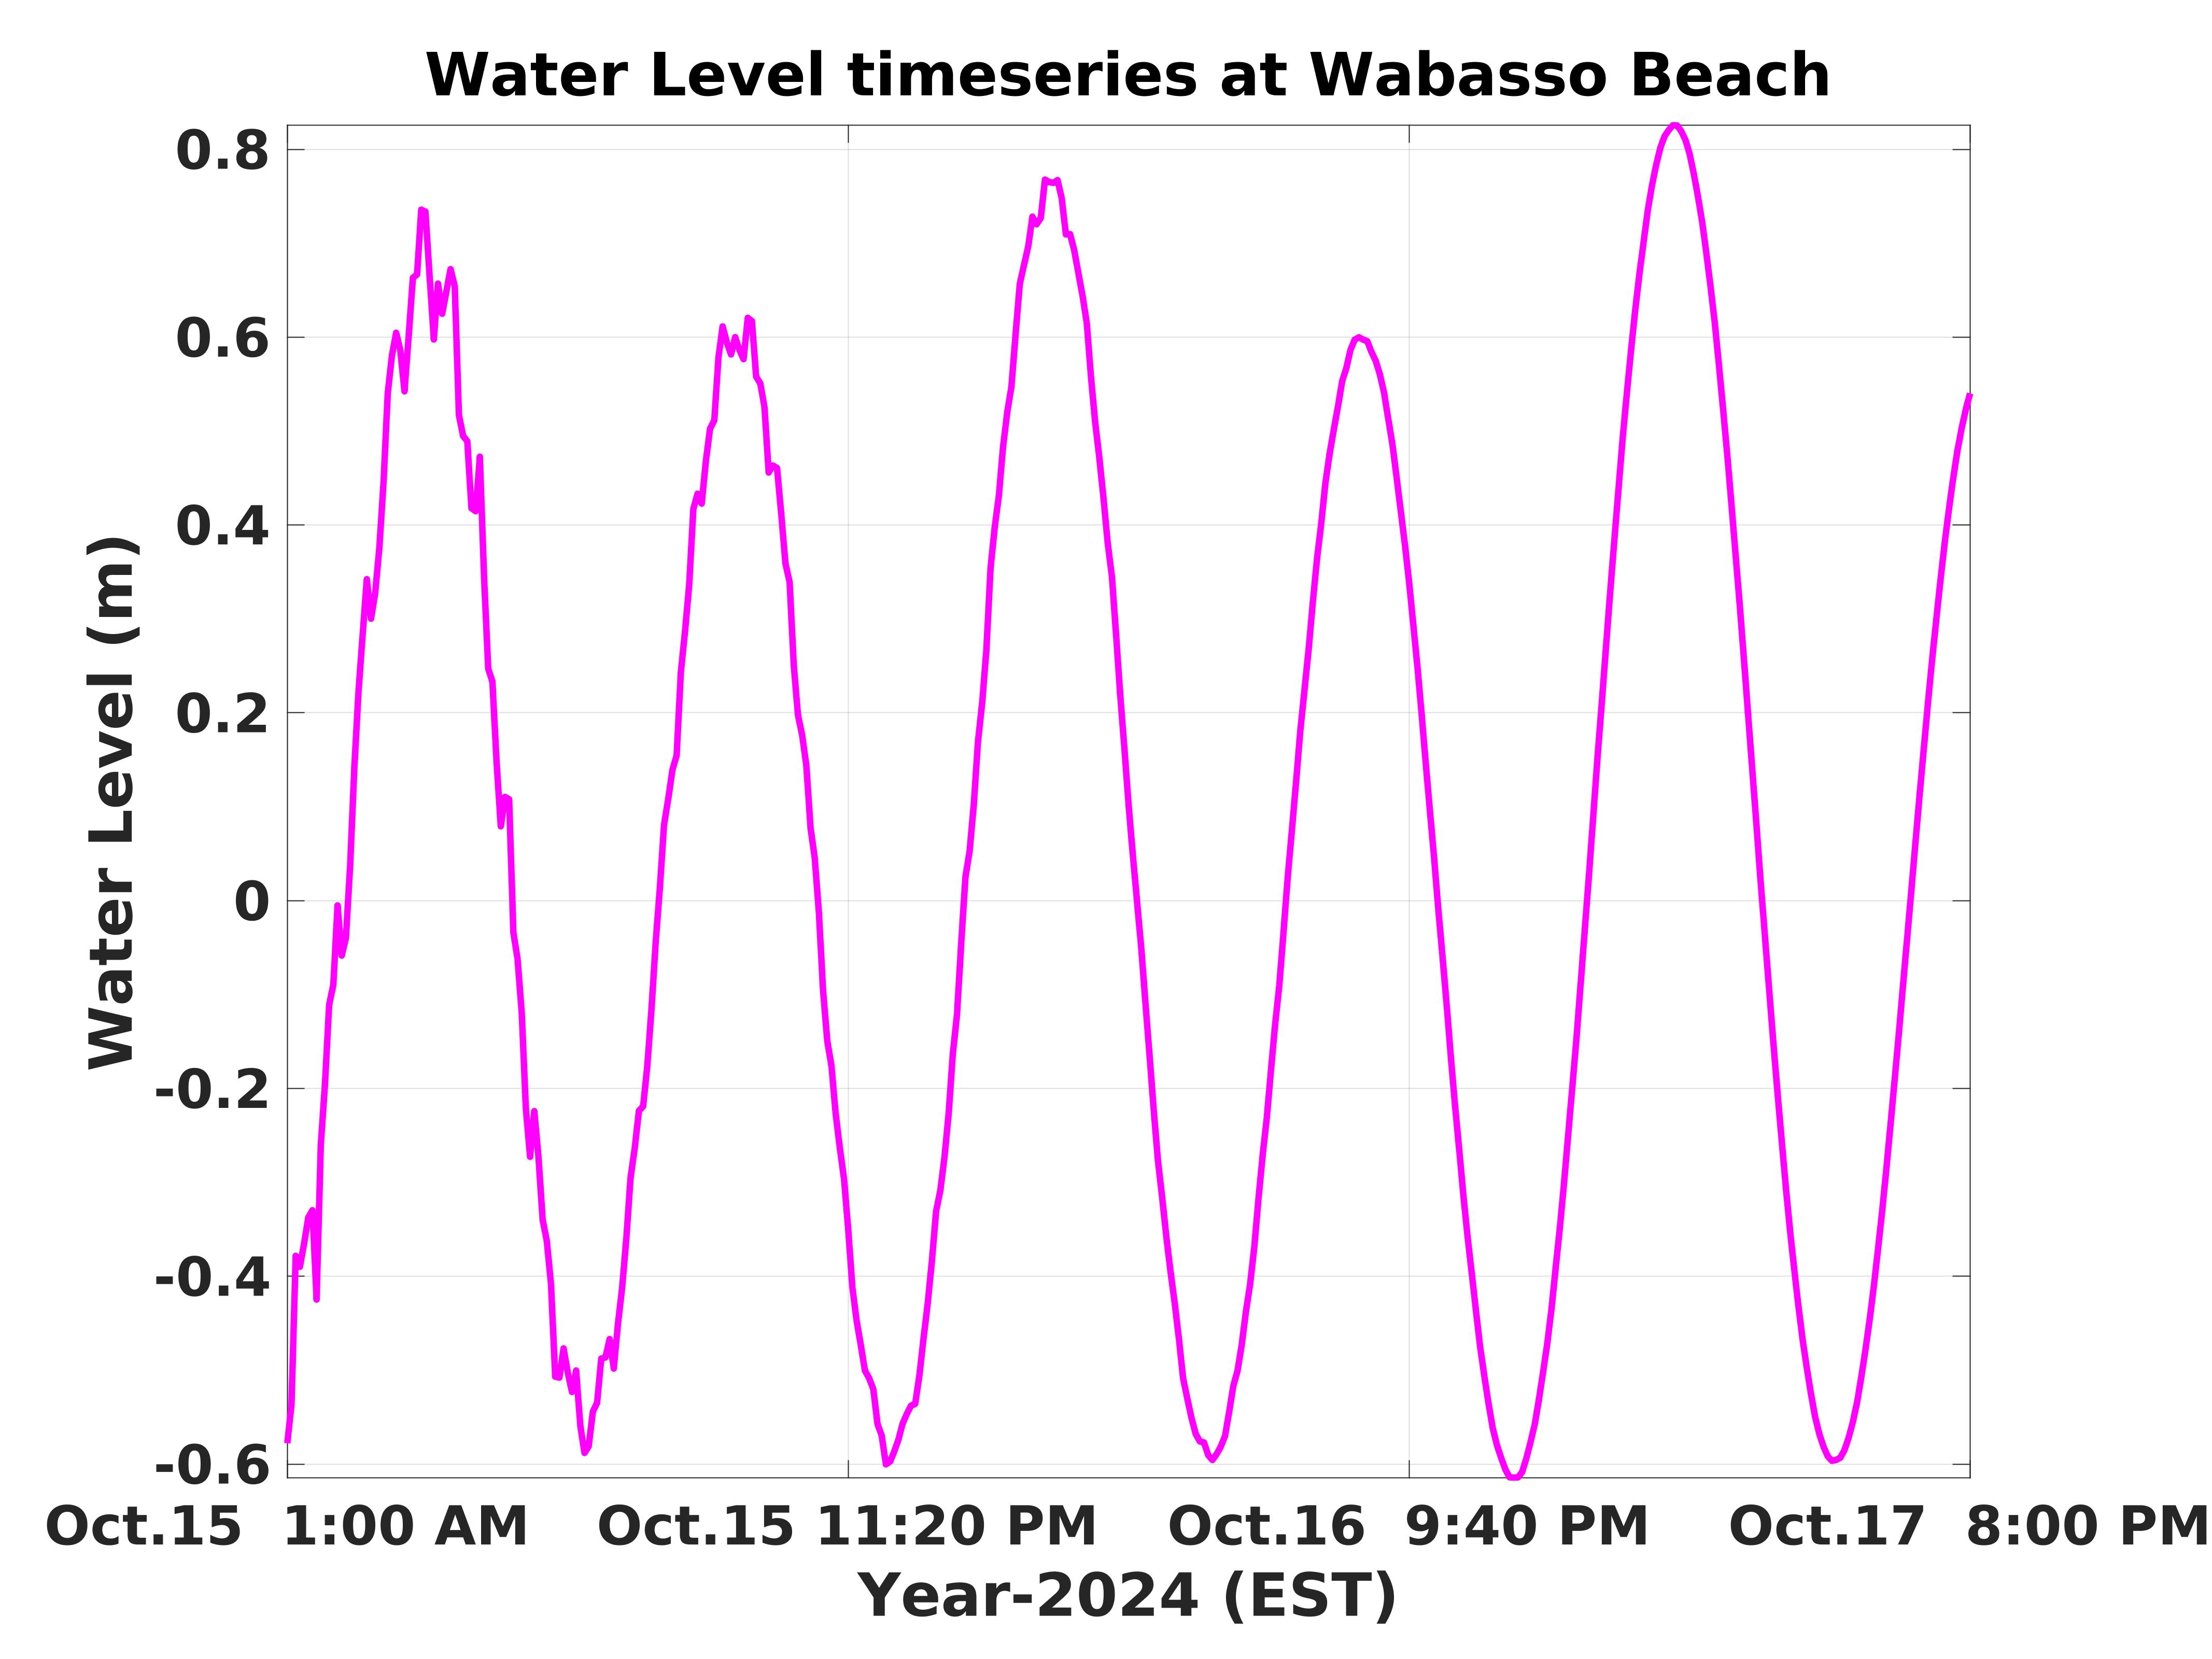 Water Level timeseries at Wabasso Beach
0.8
0.6
0.4
0.2
0
-0.2
-0.4
-0.6
Water Level (m)
Oct.15 1:00 AM Oct.15 11:20 PM Oct.16 9:40 PM Oct.17 8:00 PM
Year-2024 (EST)